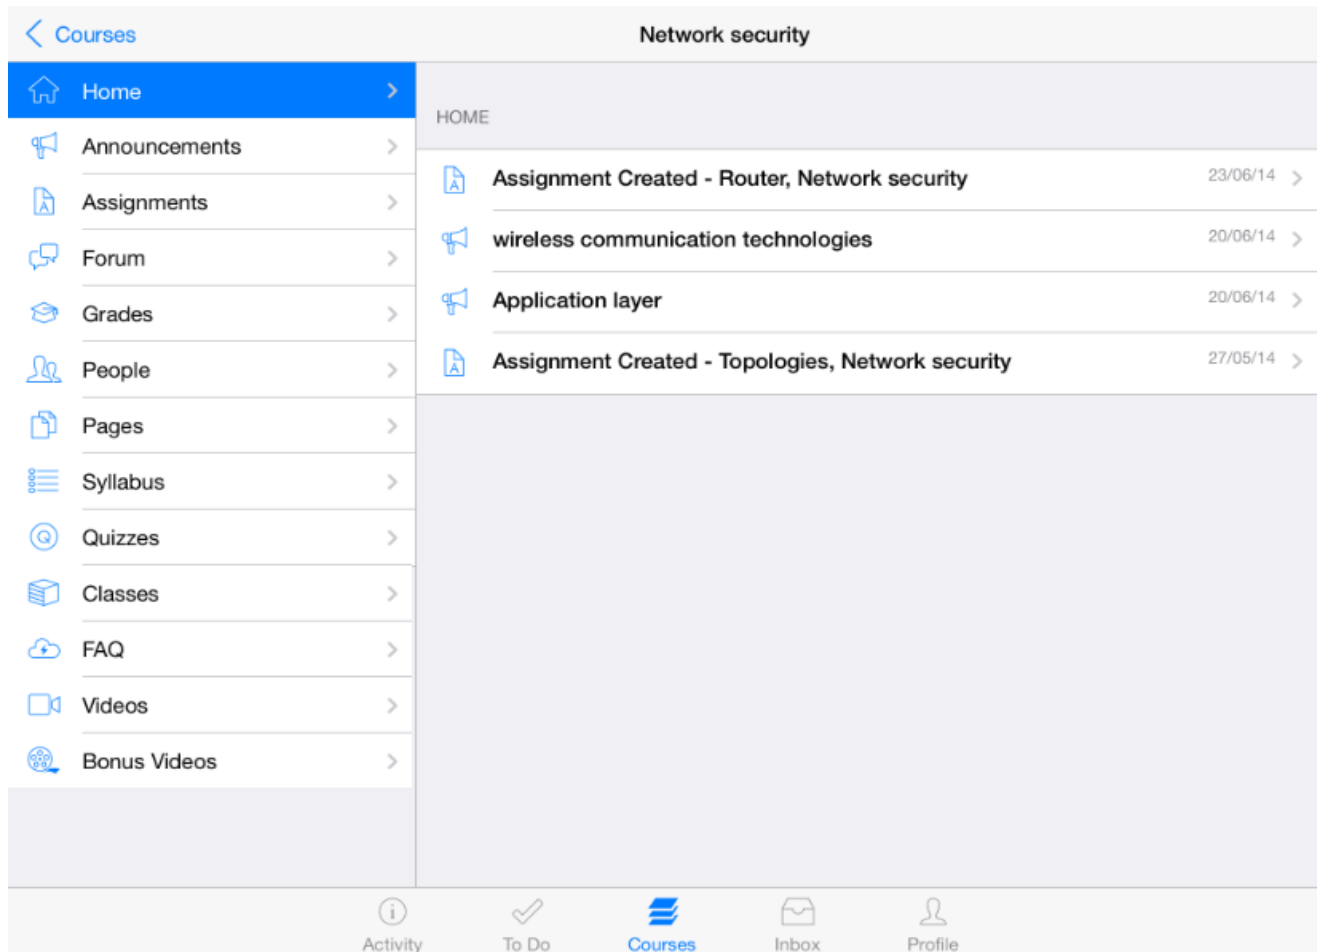 Courses
Network security
Home
Announcements
Assignments
Forum
Grades
People
Pages
Syllabus
Quizzes
Classes
FAQ
Videos
Bonus Videos
HOME
Assignment Created - Router, Network security 23/06/14
wireless communication technologies 20/06/14
Application layer 20/06/14
Assignment Created - Topologies, Network security 27/05/14
Activity To Do Courses Inbox Profile